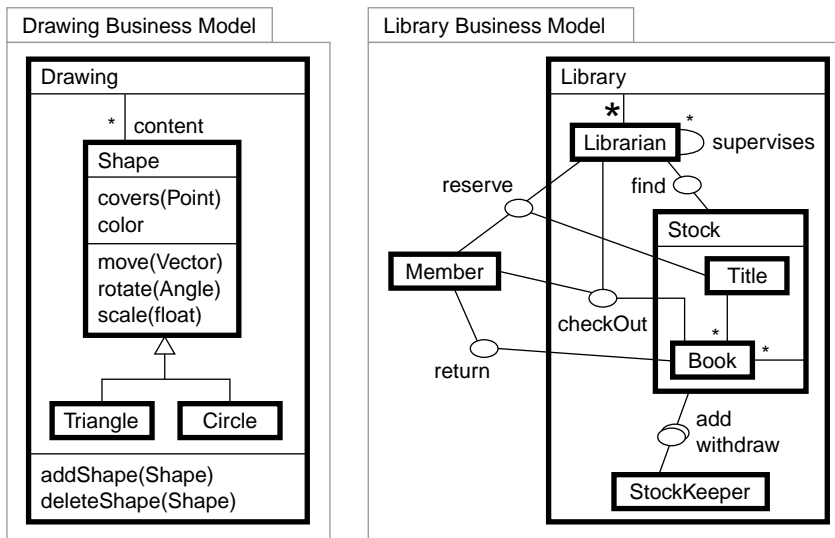 Drawing Business Model
Drawing
* content
Shape
covers(Point)
color
move(Vector)
rotate(Angle)
scale(float)
Triangle
Circle
addShape(Shape)
deleteShape(Shape)
Library Business Model
Library
*
*
Librarian
supervises
reserve
find
Stock
Member
Title
checkOut
*
*
Book
return
add
withdraw
StockKeeper